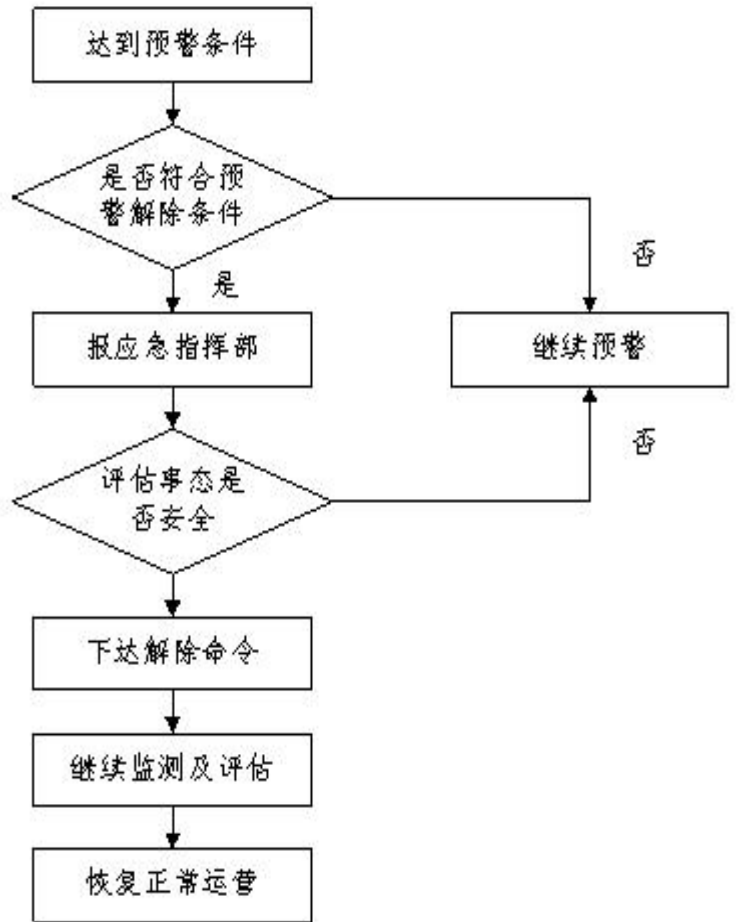 达到预警条件
是否符合预
警解除条件
否
是
报应急指挥部
继续预警
否
评估事态是
否安全
下达解除命令
继续监测及评估
恢复正常运营